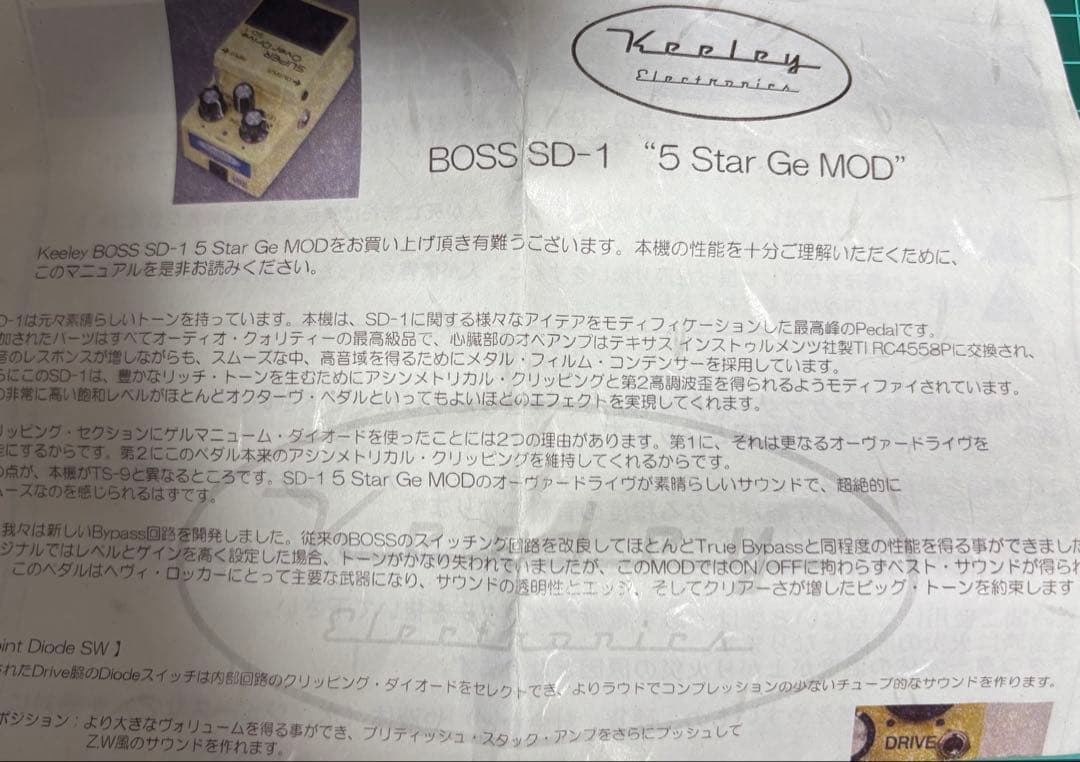 Keeley
Electronics
SUPER
Over Drive
BOSS SD-1 “5 Star Ge MOD”
Keeley BOSS SD-1 5 Star Ge MODをお買い上げ頂き有難うございます。本機の性能を十分ご理解いただくために、
このマニュアルを是非お読みください。
D-1は元々素晴らしいトーンを持っています。本機は、SD-1に関する様々なアイデアをモディフィケーションした最高峰のPedalです。
加されたパーツはすべてオーディオ・クォリティーの最高級品で、心臓部のオペアンプはテキサス インストゥルメンツ社製TI RC4558Pに交換され、
音のレスポンスが増しながらも、スムーズな中、高音域を得るためにメタル・フィルム・コンデンサーを採用しています。
らにこのSD-1は、豊かなリッチ・トーンを生むためにアシンメトリカル・クリッピングと第2高調波歪を得られるようモディファイされています。
の非常に高い飽和レベルがほとんどオクターヴ・ペダルといってもよいほどのエフェクトを実現してくれます。
リッピング・セクションにゲルマニューム・ダイオードを使ったことには2つの理由があります。第1に、それは更なるオーヴァードライヴを
能にするからです。第2にこのペダル本来のアシンメトリカル・クリッピングを維持してくれるからです。
の点が、本機がTS-9と異なるところです。SD-1 5 Star Ge MODのオーヴァードライヴが素晴らしいサウンドで、超絶的に
ムーズなのを感じられるはずです。
我々は新しいBypass回路を開発しました。従来のBOSSのスイッチング回路を改良してほとんどTrue Bypassと同程度の性能を得る事ができました
ジナルではレベルとゲインを高く設定した場合、トーンがかなり失われていましたが、このMODではON/OFFに拘わらずベスト・サウンドが得られ
このペダルはヘヴィ・ロッカーにとって主要な武器になり、サウンドの透明性とエッジ、そしてクリアーさが増したビッグ・トーンを約束します
Keeley
Electronics
oint Diode SW】
されたDrive脇のDiodeスイッチは内部回路のクリッピング・ダイオードをセレクトでき、よりラウドでコンプレッションの少ないチューブ的なサウンドを作ります。
ポジション：より大きなヴォリュームを得る事ができ、ブリティッシュ・スタック・アンプをさらにプッシュして
Z.W風のサウンドを作れます。
DRIVE